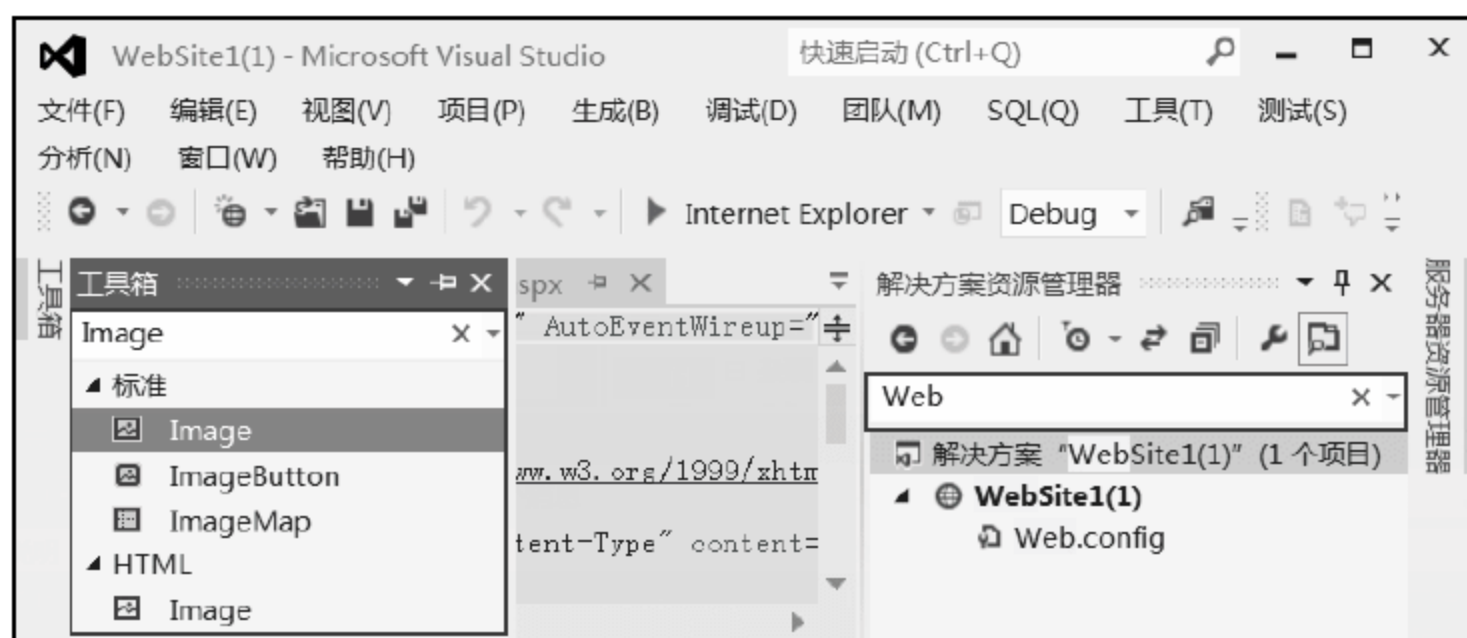 WebSite1(1) - Microsoft Visual Studio
快速启动 (Ctrl+Q)
文件(F) 编辑(E) 视图(V) 项目(P) 生成(B) 调试(D) 团队(M) SQL(Q) 工具(T) 测试(S)
分析(N) 窗口(W) 帮助(H)
Internet Explorer Debug
工具箱
工具箱
Image
标准
Image
ImageButton
ImageMap
HTML
Image
spx
" AutoEventWireup="
ww.w3.org/1999/xhtm
tent-Type" content=
解决方案资源管理器
Web
解决方案 "WebSite1(1)" (1 个项目)
WebSite1(1)
Web.config
服务器资源管理器